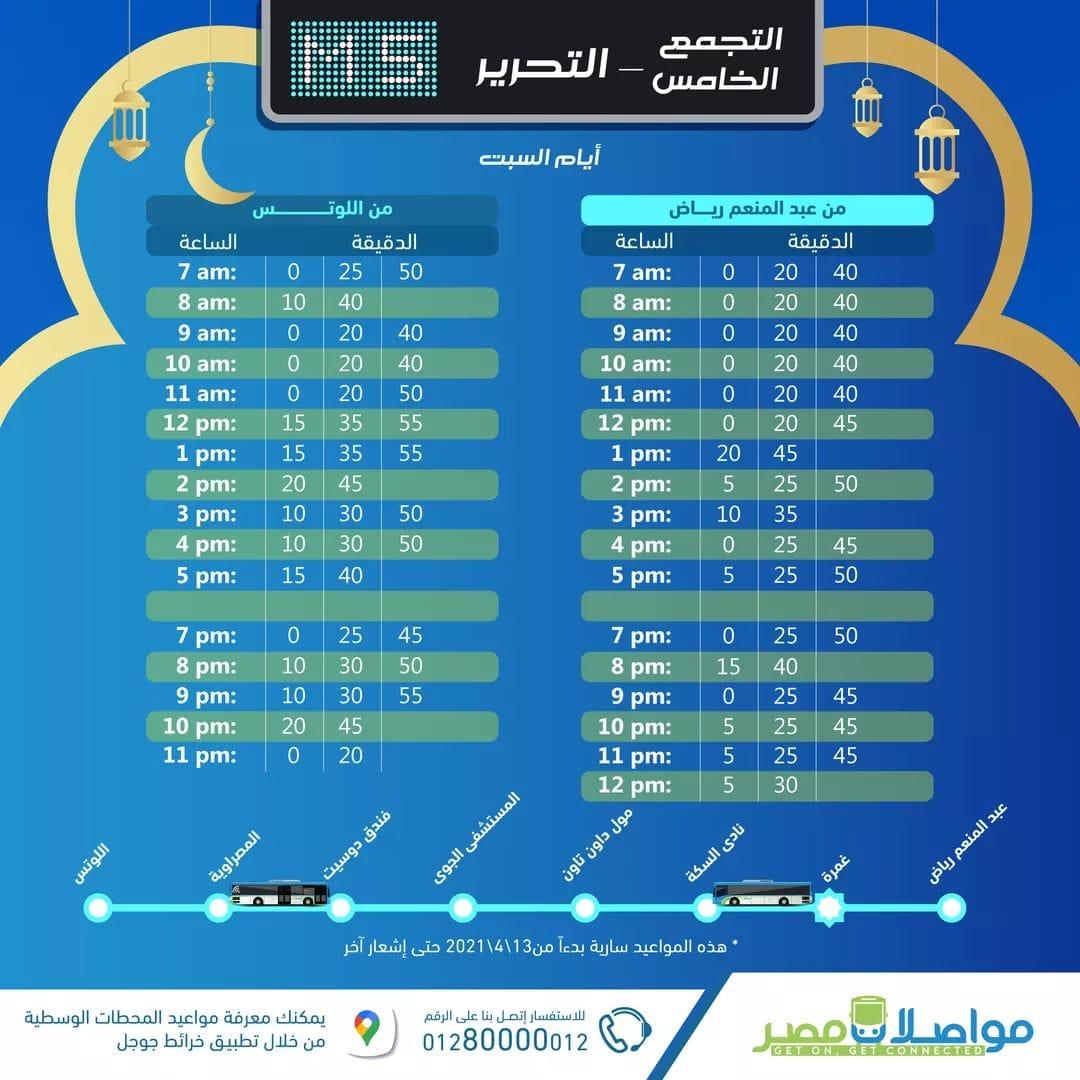 M5
التجمع الخامس – التحرير
أيام السبت
من عبد المنعم ريـــاض
الساعة الدقيقة
7 am: 0 20 40
8 am: 0 20 40
9 am: 0 20 40
10 am: 0 20 40
11 am: 0 20 40
12 pm: 0 20 45
1 pm: 20 45
2 pm: 5 25 50
3 pm: 10 35
4 pm: 0 25 45
5 pm: 5 25 50
7 pm: 0 25 50
8 pm: 15 40
9 pm: 0 25 45
10 pm: 5 25 45
11 pm: 5 25 45
12 pm: 5 30
من اللوتـــــــس
الساعة الدقيقة
7 am: 0 25 50
8 am: 10 40
9 am: 0 20 40
10 am: 0 20 40
11 am: 0 20 50
12 pm: 15 35 55
1 pm: 15 35 55
2 pm: 20 45
3 pm: 10 30 50
4 pm: 10 30 50
5 pm: 15 40
7 pm: 0 25 45
8 pm: 10 30 50
9 pm: 10 30 55
10 pm: 20 45
11 pm: 0 20
عبد المنعم رياض
غمرة
نادى السكة
مول داون تاون
المستشفى الجوى
فندق دوسيت
المصراوية
اللوتس
* هذه المواعيد سارية بدءاً من13\4\2021 حتى إشعار آخر
مواصلات مصر
GET ON, GET CONNECTED
للاستفسار إتصل بنا على الرقم
01280000012
يمكنك معرفة مواعيد المحطات الوسطية
من خلال تطبيق خرائط جوجل